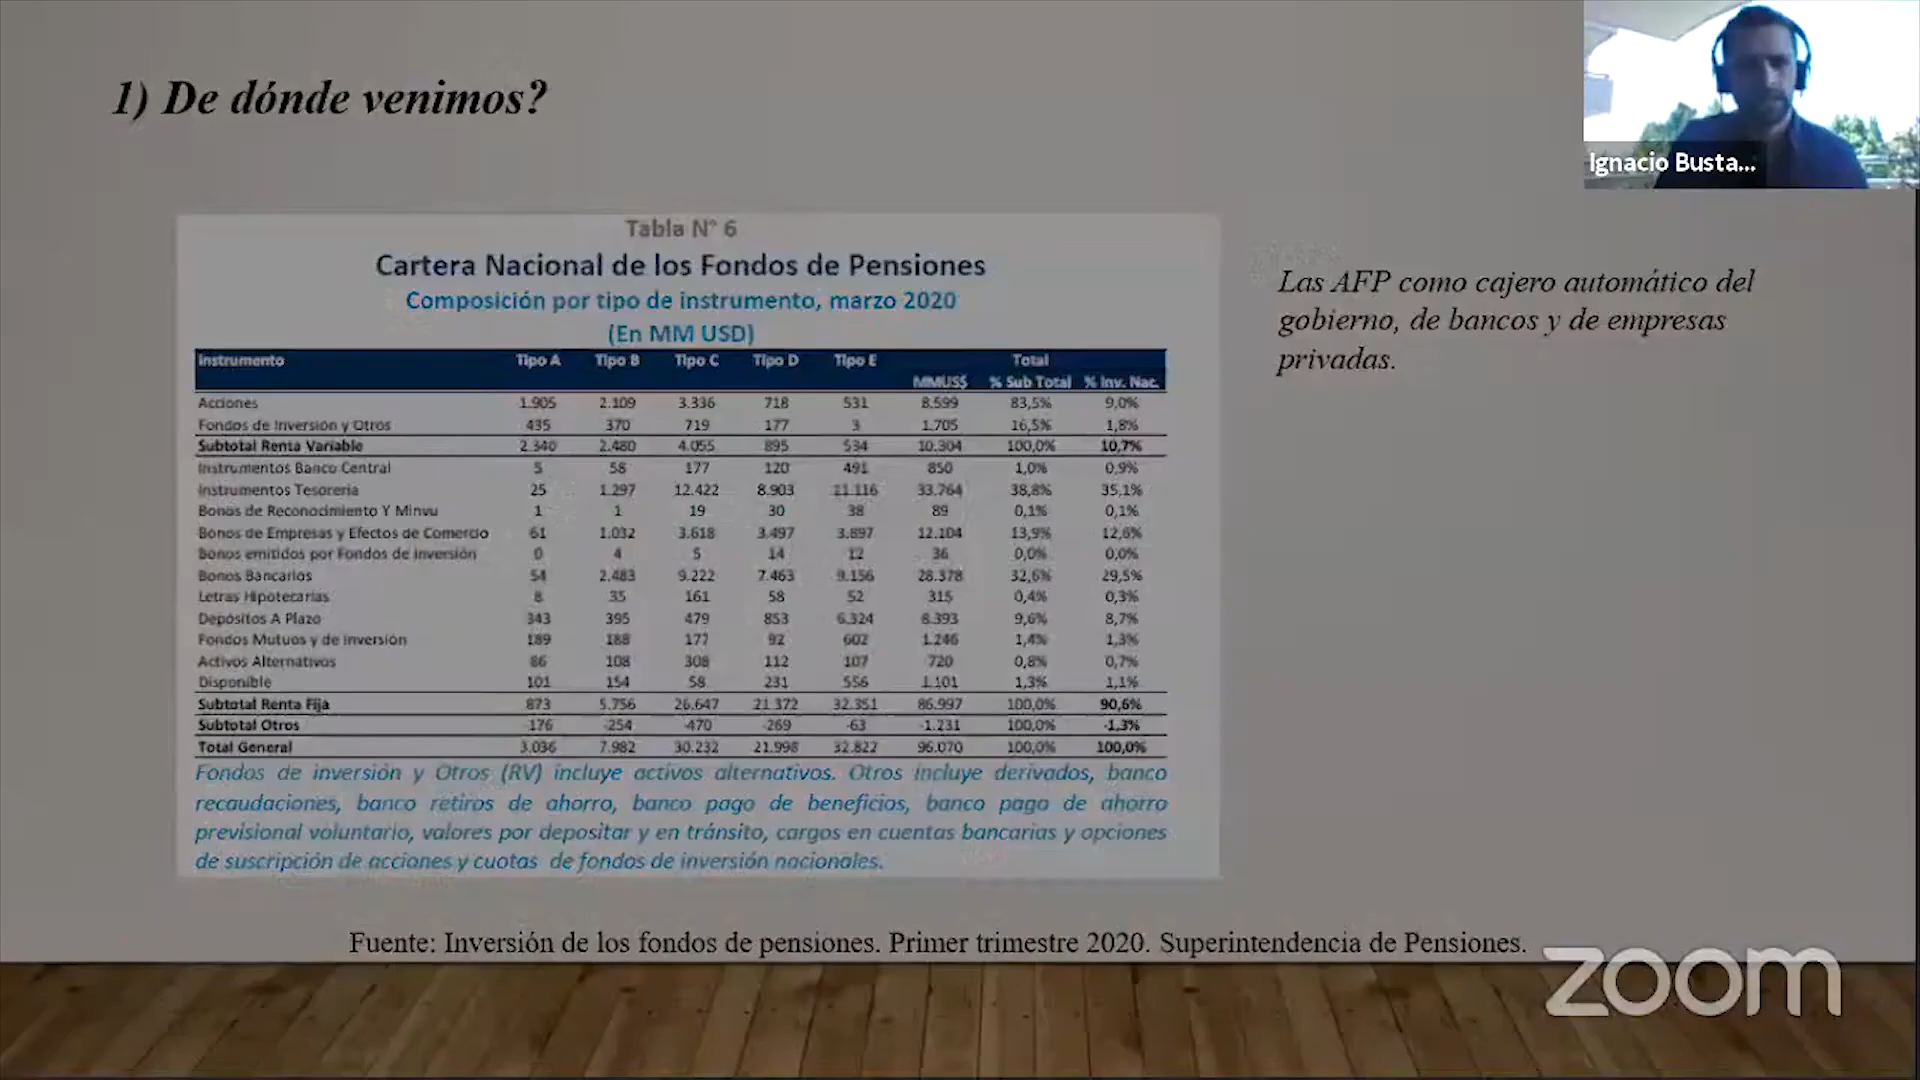 1) De dónde venimos?
Ignacio Busta...
Tabla N° 6
Cartera Nacional de los Fondos de Pensiones
Composición por tipo de instrumento, marzo 2020
(En MM USD)
Instrumento Tipo A Tipo B Tipo C Tipo D Tipo E Total
MMUS$ % Sub Total % Inv. Nac.
Acciones 1.905 2.109 3.336 718 531 8.599 83,5% 9,0%
Fondos de Inversión y Otros 435 370 719 177 3 1.705 16,5% 1,8%
Subtotal Renta Variable 2.340 2.480 4.055 895 534 10.304 100,0% 10,7%
Instrumentos Banco Central 5 58 177 120 491 850 1,0% 0,9%
Instrumentos Tesorería 25 1.297 12.422 8.903 11.116 33.764 38,8% 35,1%
Bonos de Reconocimiento Y Minvu 1 1 19 30 38 89 0,1% 0,1%
Bonos de Empresas y Efectos de Comercio 61 1.032 3.618 3.497 3.897 12.104 13,9% 12,6%
Bonos emitidos por Fondos de Inversión 0 4 5 14 12 36 0,0% 0,0%
Bonos Bancarios 54 2.483 9.222 7.463 9.156 28.378 32,6% 29,5%
Letras Hipotecarias 8 35 161 58 52 315 0,4% 0,3%
Depósitos A Plazo 343 395 479 853 6.324 8.393 9,6% 8,7%
Fondos Mutuos y de Inversión 189 188 177 92 602 1.246 1,4% 1,3%
Activos Alternativos 86 108 308 112 107 720 0,8% 0,7%
Disponible 101 154 58 231 556 1.101 1,3% 1,1%
Subtotal Renta Fija 873 5.756 26.647 21.372 32.351 86.997 100,0% 90,6%
Subtotal Otros -176 -254 -470 -269 -63 -1.231 100,0% -1,3%
Total General 3.036 7.982 30.232 21.998 32.822 96.070 100,0% 100,0%
Fondos de inversión y Otros (RV) incluye activos alternativos. Otros incluye derivados, banco
recaudaciones, banco retiros de ahorro, banco pago de beneficios, banco pago de ahorro
previsional voluntario, valores por depositar y en tránsito, cargos en cuentas bancarias y opciones
de suscripción de acciones y cuotas de fondos de inversión nacionales.
Las AFP como cajero automático del
gobierno, de bancos y de empresas
privadas.
Fuente: Inversión de los fondos de pensiones. Primer trimestre 2020. Superintendencia de Pensiones.
zoom